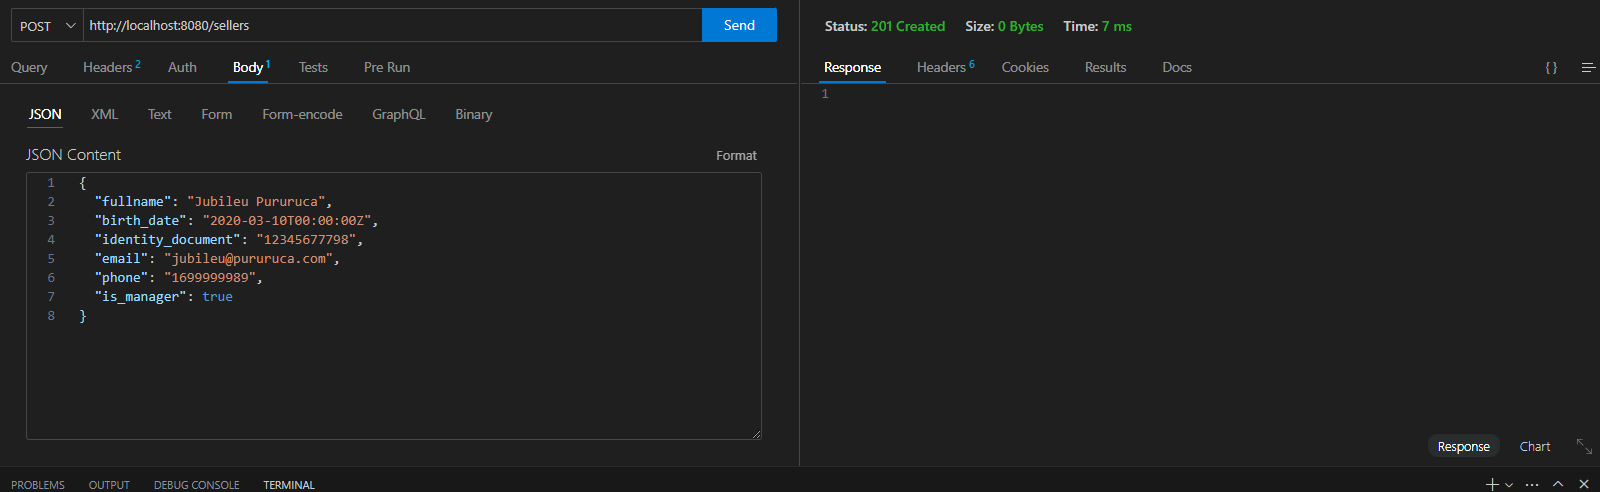 POST http://localhost:8080/sellers Send
Query Headers 2 Auth Body 1 Tests Pre Run
JSON XML Text Form Form-encode GraphQL Binary
JSON Content Format
1 {
2 "fullname": "Jubileu Pururuca",
3 "birth_date": "2020-03-10T00:00:00Z",
4 "identity_document": "12345677798",
5 "email": "jubileu@pururuca.com",
6 "phone": "1699999989",
7 "is_manager": true
8 }
Status: 201 Created Size: 0 Bytes Time: 7 ms
Response Headers 6 Cookies Results Docs { }
1
Response Chart
PROBLEMS OUTPUT DEBUG CONSOLE TERMINAL